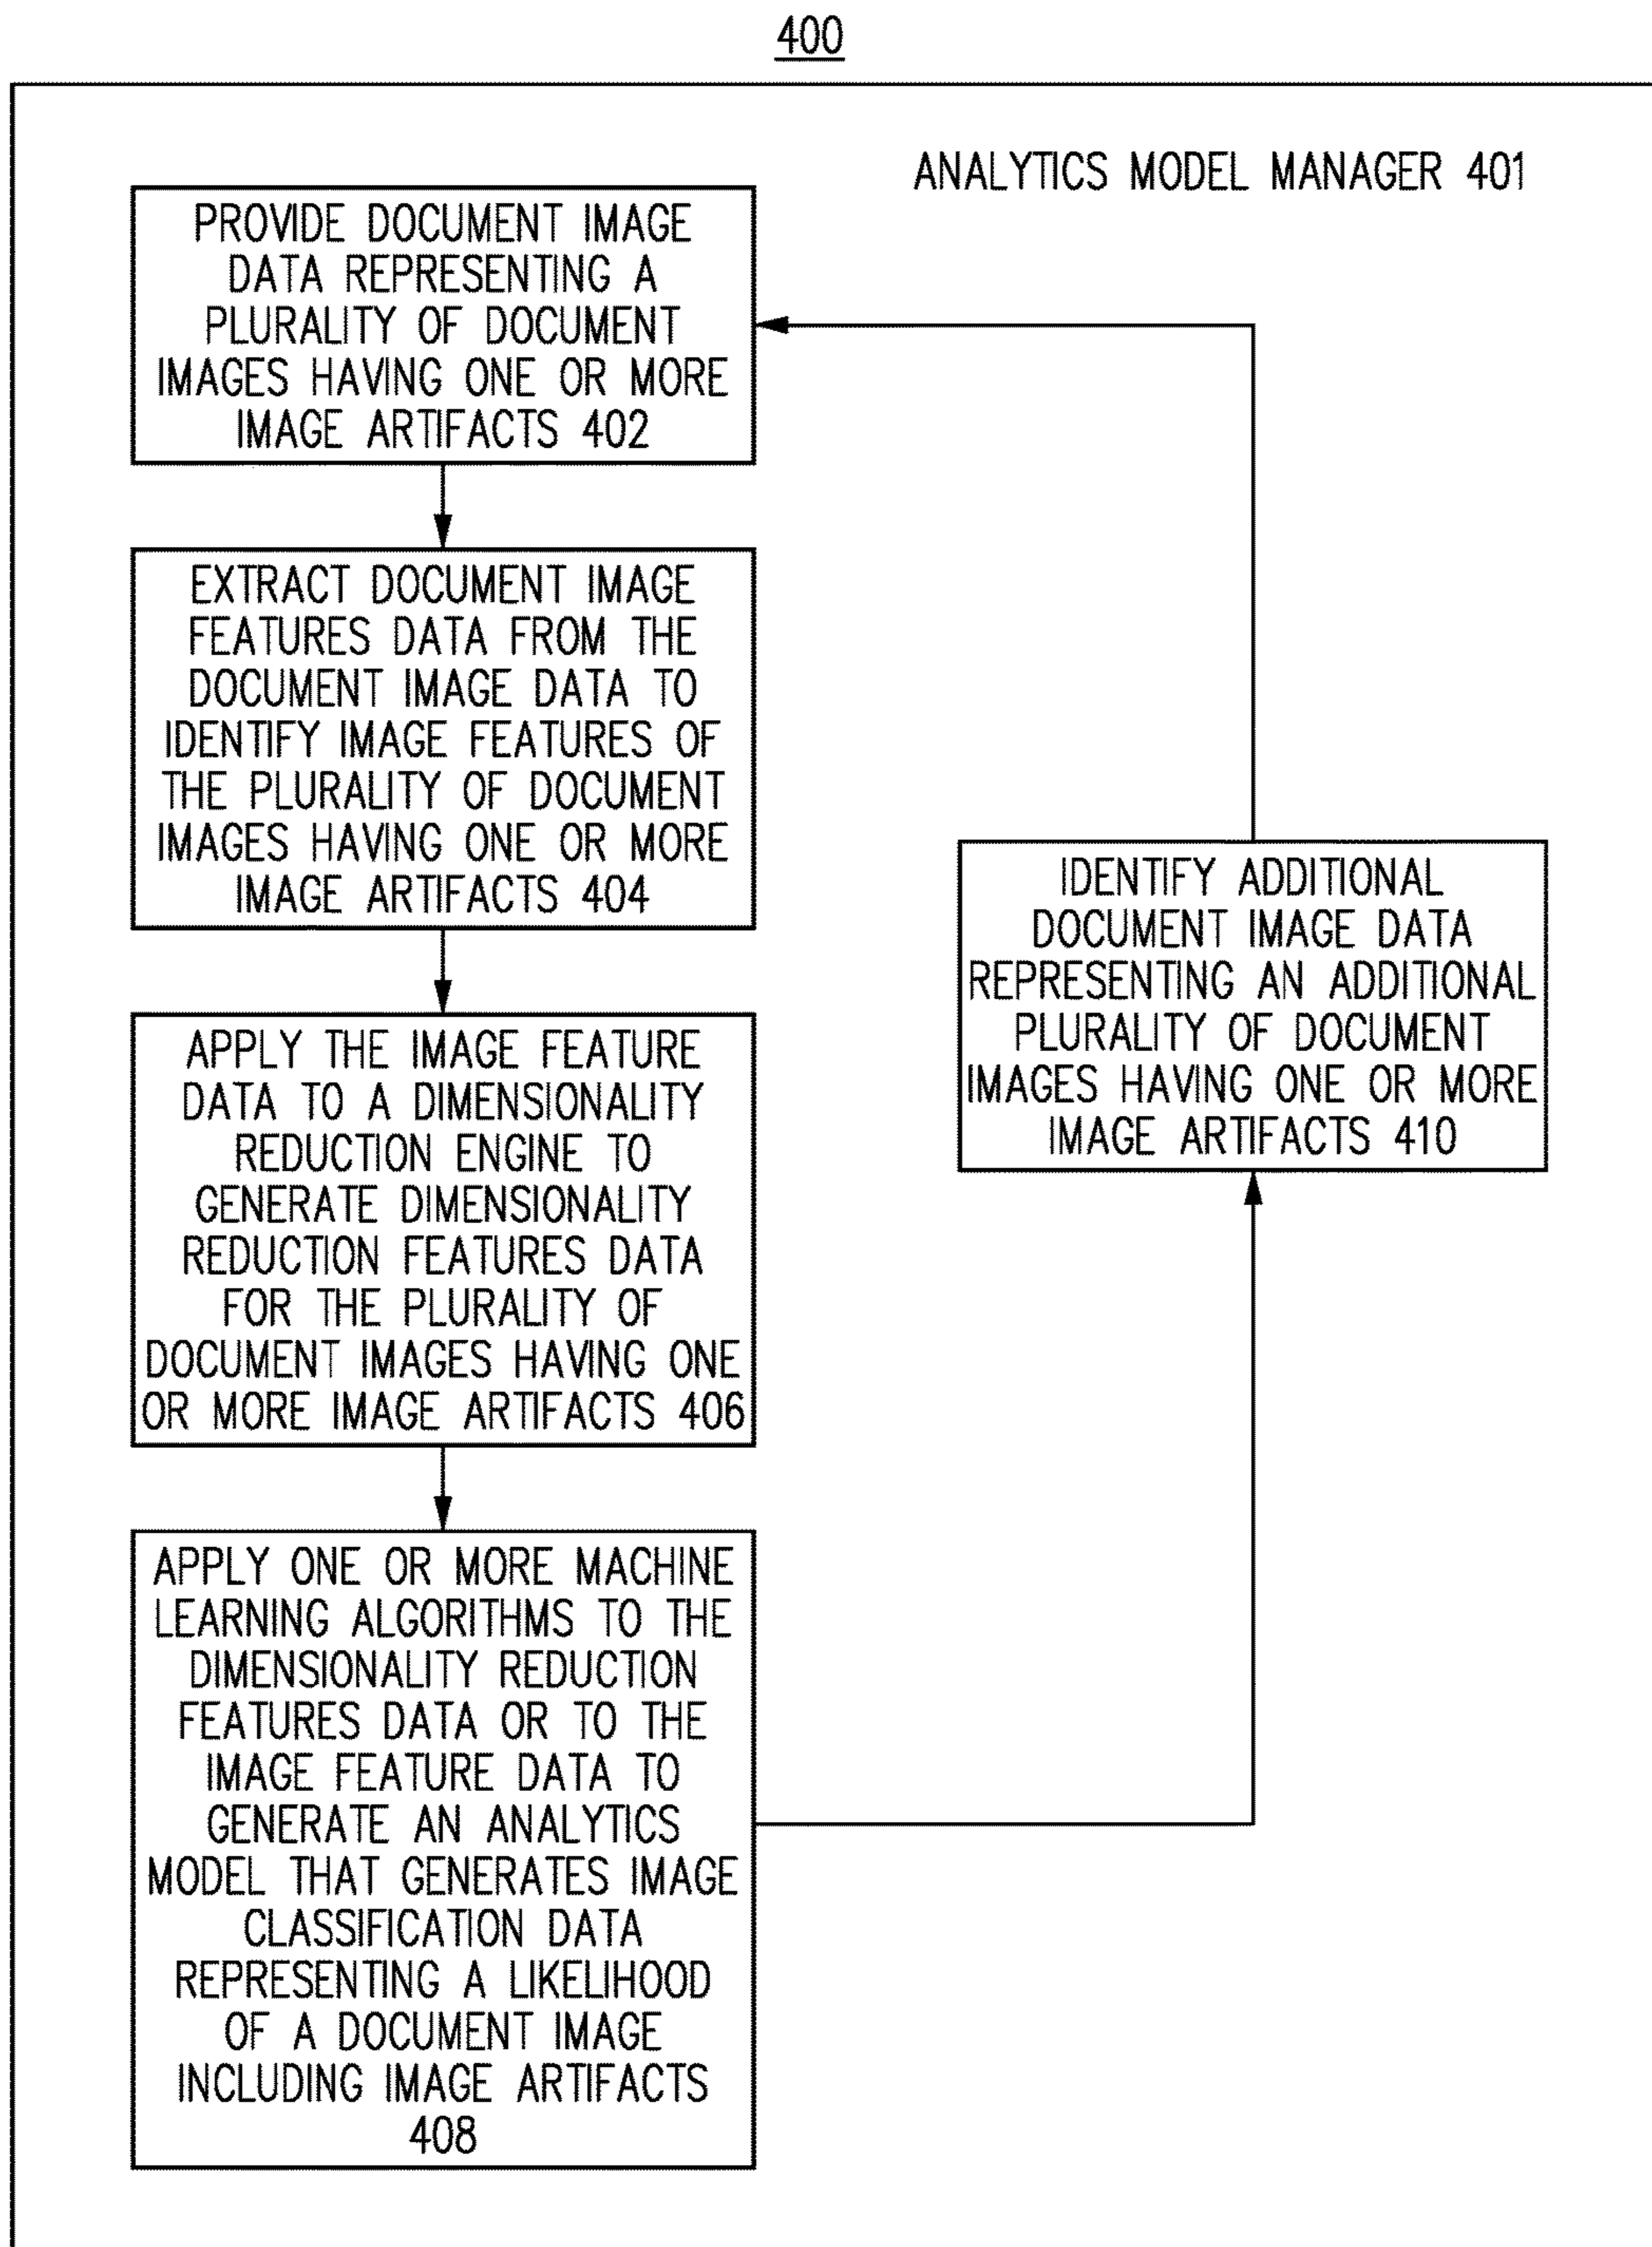 400
ANALYTICS MODEL MANAGER 401
PROVIDE DOCUMENT IMAGE
DATA REPRESENTING A
PLURALITY OF DOCUMENT
IMAGES HAVING ONE OR MORE
IMAGE ARTIFACTS 402
EXTRACT DOCUMENT IMAGE
FEATURES DATA FROM THE
DOCUMENT IMAGE DATA TO
IDENTIFY IMAGE FEATURES OF
THE PLURALITY OF DOCUMENT
IMAGES HAVING ONE OR MORE
IMAGE ARTIFACTS 404
APPLY THE IMAGE FEATURE
DATA TO A DIMENSIONALITY
REDUCTION ENGINE TO
GENERATE DIMENSIONALITY
REDUCTION FEATURES DATA
FOR THE PLURALITY OF
DOCUMENT IMAGES HAVING ONE
OR MORE IMAGE ARTIFACTS 406
APPLY ONE OR MORE MACHINE
LEARNING ALGORITHMS TO THE
DIMENSIONALITY REDUCTION
FEATURES DATA OR TO THE
IMAGE FEATURE DATA TO
GENERATE AN ANALYTICS
MODEL THAT GENERATES IMAGE
CLASSIFICATION DATA
REPRESENTING A LIKELIHOOD
OF A DOCUMENT IMAGE
INCLUDING IMAGE ARTIFACTS
408
IDENTIFY ADDITIONAL
DOCUMENT IMAGE DATA
REPRESENTING AN ADDITIONAL
PLURALITY OF DOCUMENT
IMAGES HAVING ONE OR MORE
IMAGE ARTIFACTS 410